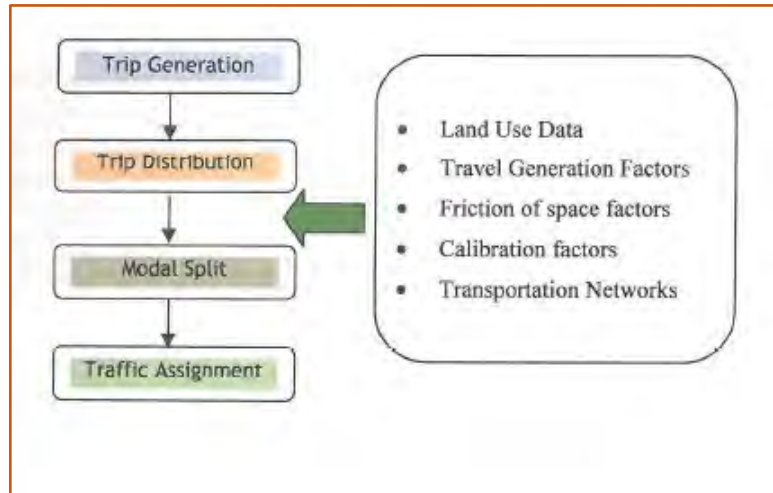 Trip Generation
Trip Distribution
Modal Split
Traffic Assignment
• Land Use Data
• Travel Generation Factors
• Friction of space factors
• Calibration factors
• Transportation Networks